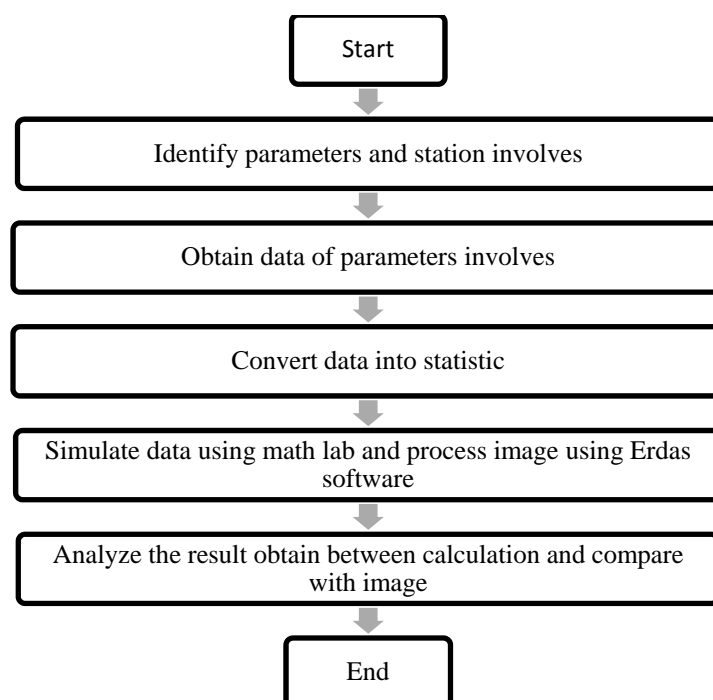 Start
Identify parameters and station involves
Obtain data of parameters involves
Convert data into statistic
Simulate data using math lab and process image using Erdas
software
Analyze the result obtain between calculation and compare
with image
End